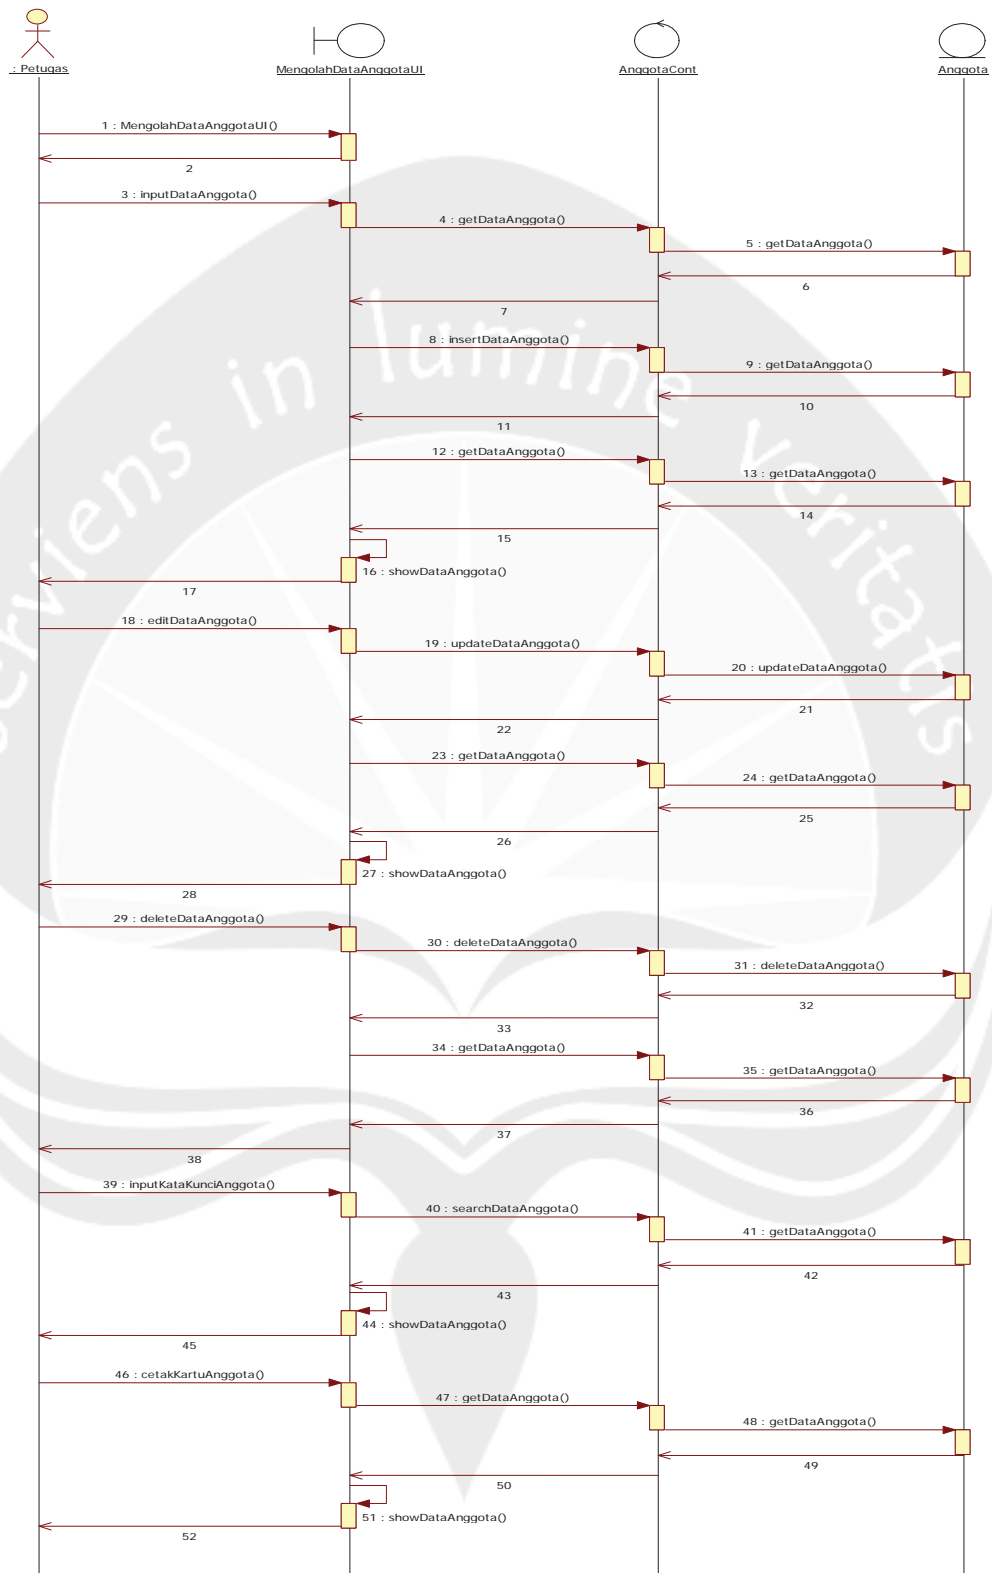 : Petugas
MengolahDataAnggotaUI
AnggotaCont
Anggota
1 : MengolahDataAnggotaUI()
2
3 : inputDataAnggota()
4 : getDataAnggota()
5 : getDataAnggota()
6
7
8 : insertDataAnggota()
9 : getDataAnggota()
10
11
12 : getDataAnggota()
13 : getDataAnggota()
14
15
16 : showDataAnggota()
17
18 : editDataAnggota()
19 : updateDataAnggota()
20 : updateDataAnggota()
21
22
23 : getDataAnggota()
24 : getDataAnggota()
25
26
27 : showDataAnggota()
28
29 : deleteDataAnggota()
30 : deleteDataAnggota()
31 : deleteDataAnggota()
32
33
34 : getDataAnggota()
35 : getDataAnggota()
36
37
38
39 : inputKataKunciAnggota()
40 : searchDataAnggota()
41 : getDataAnggota()
42
43
44 : showDataAnggota()
45
46 : cetakKartuAnggota()
47 : getDataAnggota()
48 : getDataAnggota()
49
50
51 : showDataAnggota()
52
serviens in lumine veritatis